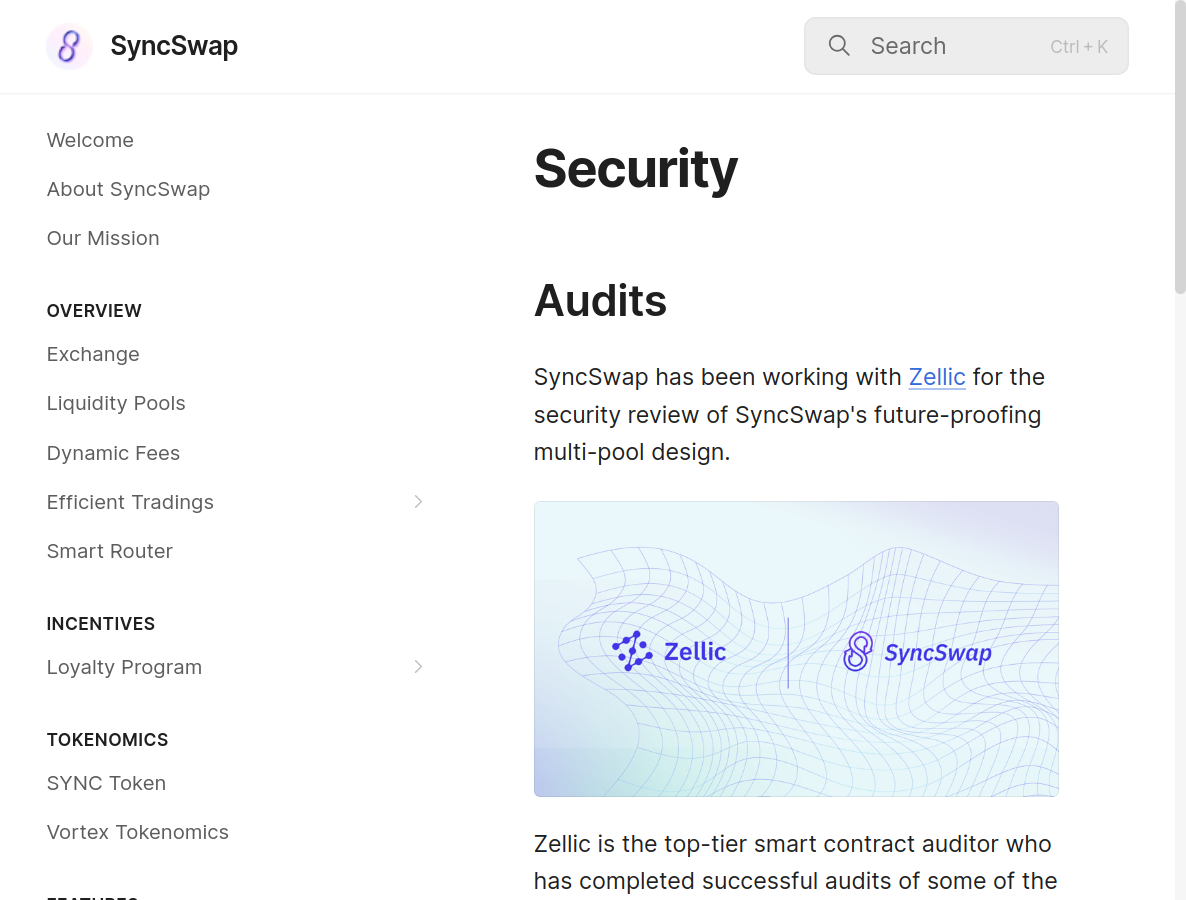 SyncSwap
Search
Ctrl + K
Welcome
About SyncSwap
Our Mission
OVERVIEW
Exchange
Liquidity Pools
Dynamic Fees
Efficient Tradings
Smart Router
INCENTIVES
Loyalty Program
TOKENOMICS
SYNC Token
Vortex Tokenomics
FEATURES
Security
Audits
SyncSwap has been working with Zellic for the
security review of SyncSwap's future-proofing
multi-pool design.
Zellic
SyncSwap
Zellic is the top-tier smart contract auditor who
has completed successful audits of some of the